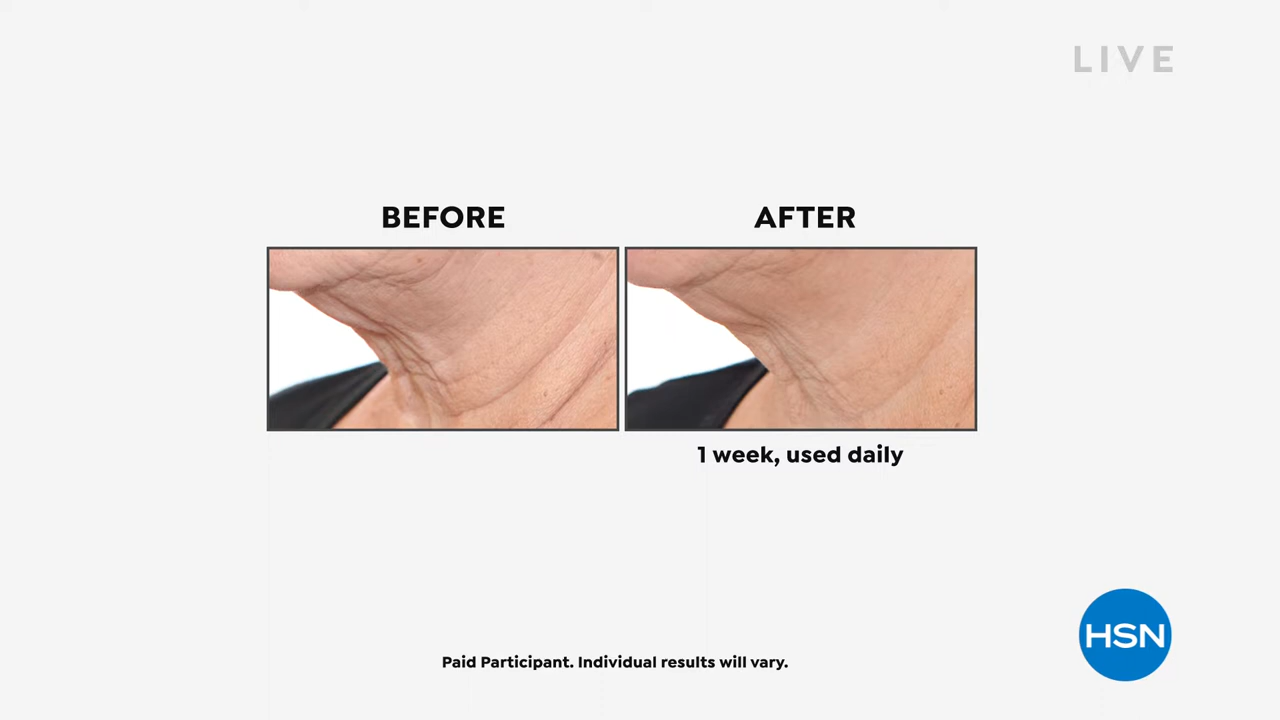 LIVE
BEFORE
AFTER
1 week, used daily
HSN
Paid Participant. Individual results will vary.